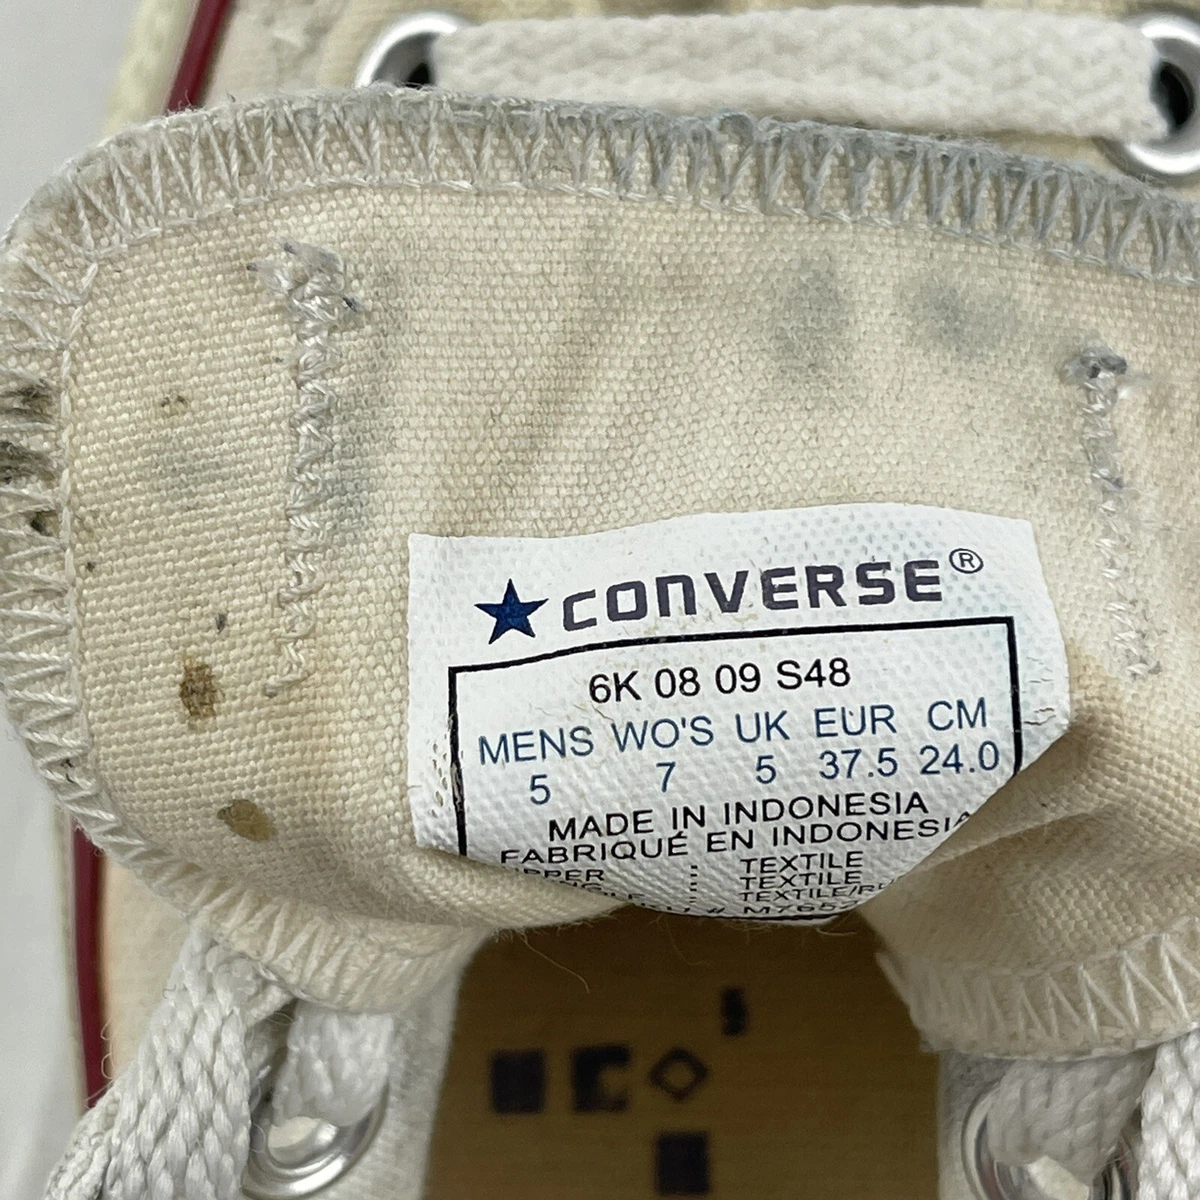 CONVERSE®
6K 08 09 S48
MENS WO'S UK EUR CM
5 7 5 37.5 24.0
MADE IN INDONESIA
FABRIQUÉ EN INDONESIA
TEXTILE
TEXTILE